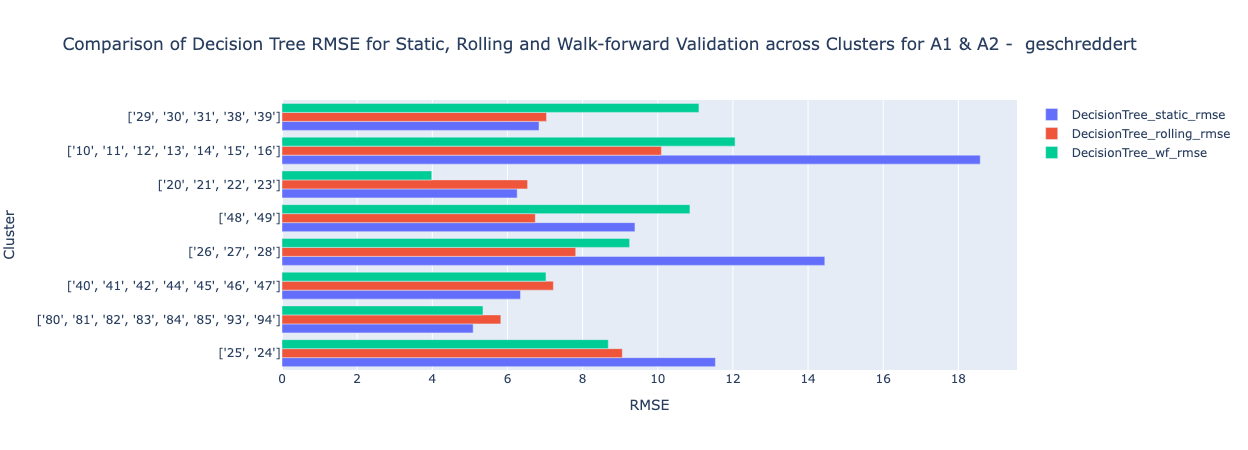 Comparison of Decision Tree RMSE for Static, Rolling and Walk-forward Validation across Clusters for A1 & A2 -  geschreddert
['29', '30', '31', '38', '39']
['10', '11', '12', '13', '14', '15', '16']
['20', '21', '22', '23']
['48', '49']
['26', '27', '28']
['40', '41', '42', '44', '45', '46', '47']
['80', '81', '82', '83', '84', '85', '93', '94']
['25', '24']
Cluster
0 2 4 6 8 10 12 14 16 18
RMSE
DecisionTree_static_rmse
DecisionTree_rolling_rmse
DecisionTree_wf_rmse